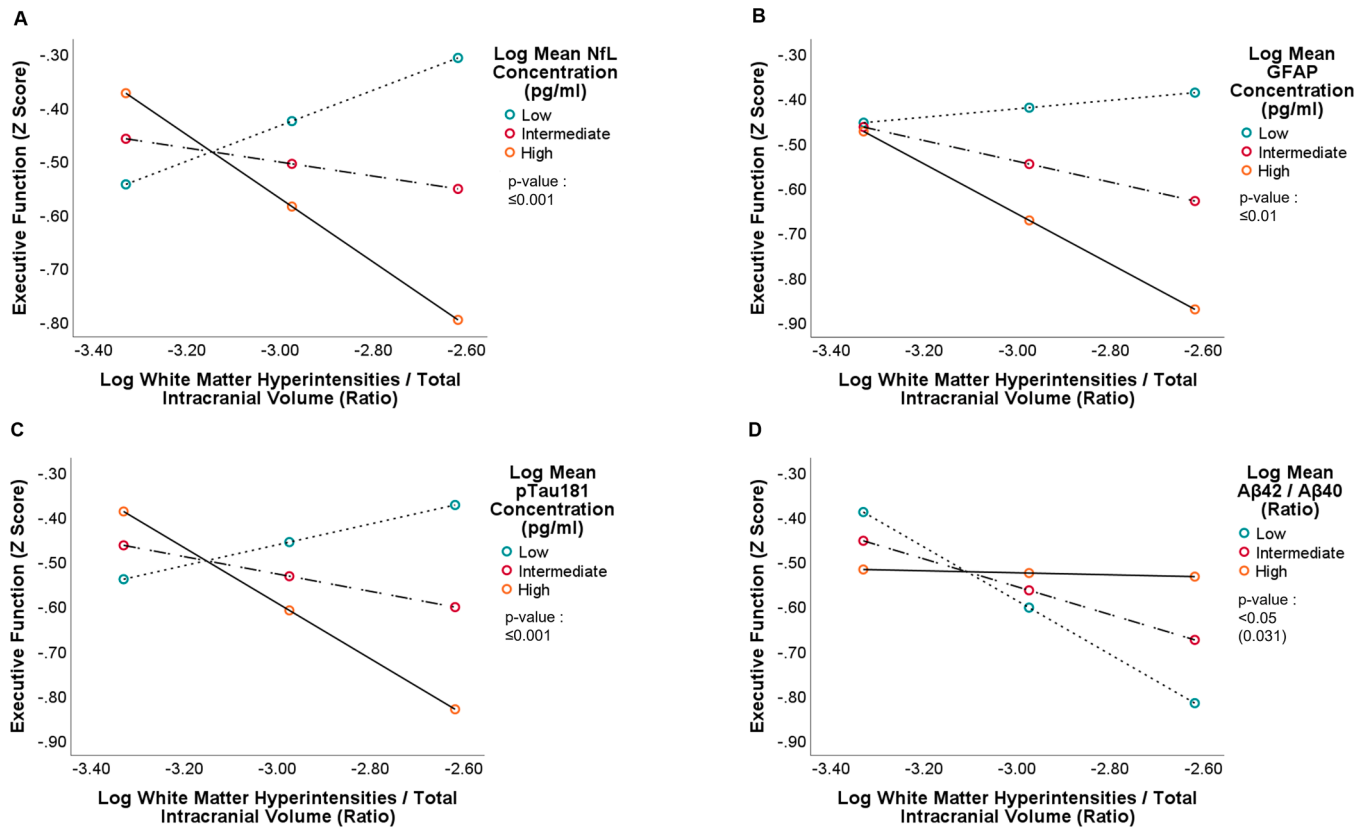 A
Executive Function (Z Score)
-.30
-.40
-.50
-.60
-.70
-.80
-3.40
-3.20
-3.00
-2.80
-2.60
Log White Matter Hyperintensities / Total
Intracranial Volume (Ratio)
Log Mean NfL
Concentration
(pg/ml)
Low
Intermediate
High
p-value :
≤0.001
B
Executive Function (Z Score)
-.30
-.40
-.50
-.60
-.70
-.80
-.90
-3.40
-3.20
-3.00
-2.80
-2.60
Log White Matter Hyperintensities / Total
Intracranial Volume (Ratio)
Log Mean
GFAP
Concentration
(pg/ml)
Low
Intermediate
High
p-value :
≤0.01
C
Executive Function (Z Score)
-.30
-.40
-.50
-.60
-.70
-.80
-.90
-3.40
-3.20
-3.00
-2.80
-2.60
Log White Matter Hyperintensities / Total
Intracranial Volume (Ratio)
Log Mean
pTau181
Concentration
(pg/ml)
Low
Intermediate
High
p-value :
≤0.001
D
Executive Function (Z Score)
-.30
-.40
-.50
-.60
-.70
-.80
-.90
-3.40
-3.20
-3.00
-2.80
-2.60
Log White Matter Hyperintensities / Total
Intracranial Volume (Ratio)
Log Mean
Aβ42 / Aβ40
(Ratio)
Low
Intermediate
High
p-value :
<0.05
(0.031)